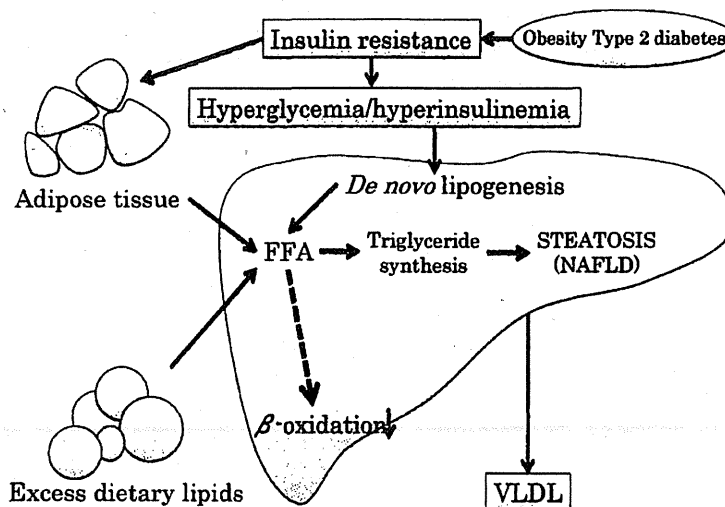 Insulin resistance
Obesity Type 2 diabetes
Hyperglycemia/hyperinsulinemia
De novo lipogenesis
Adipose tissue
FFA
Triglyceride
synthesis
STEATOSIS
(NAFLD)
β-oxidation↓
Excess dietary lipids
VLDL